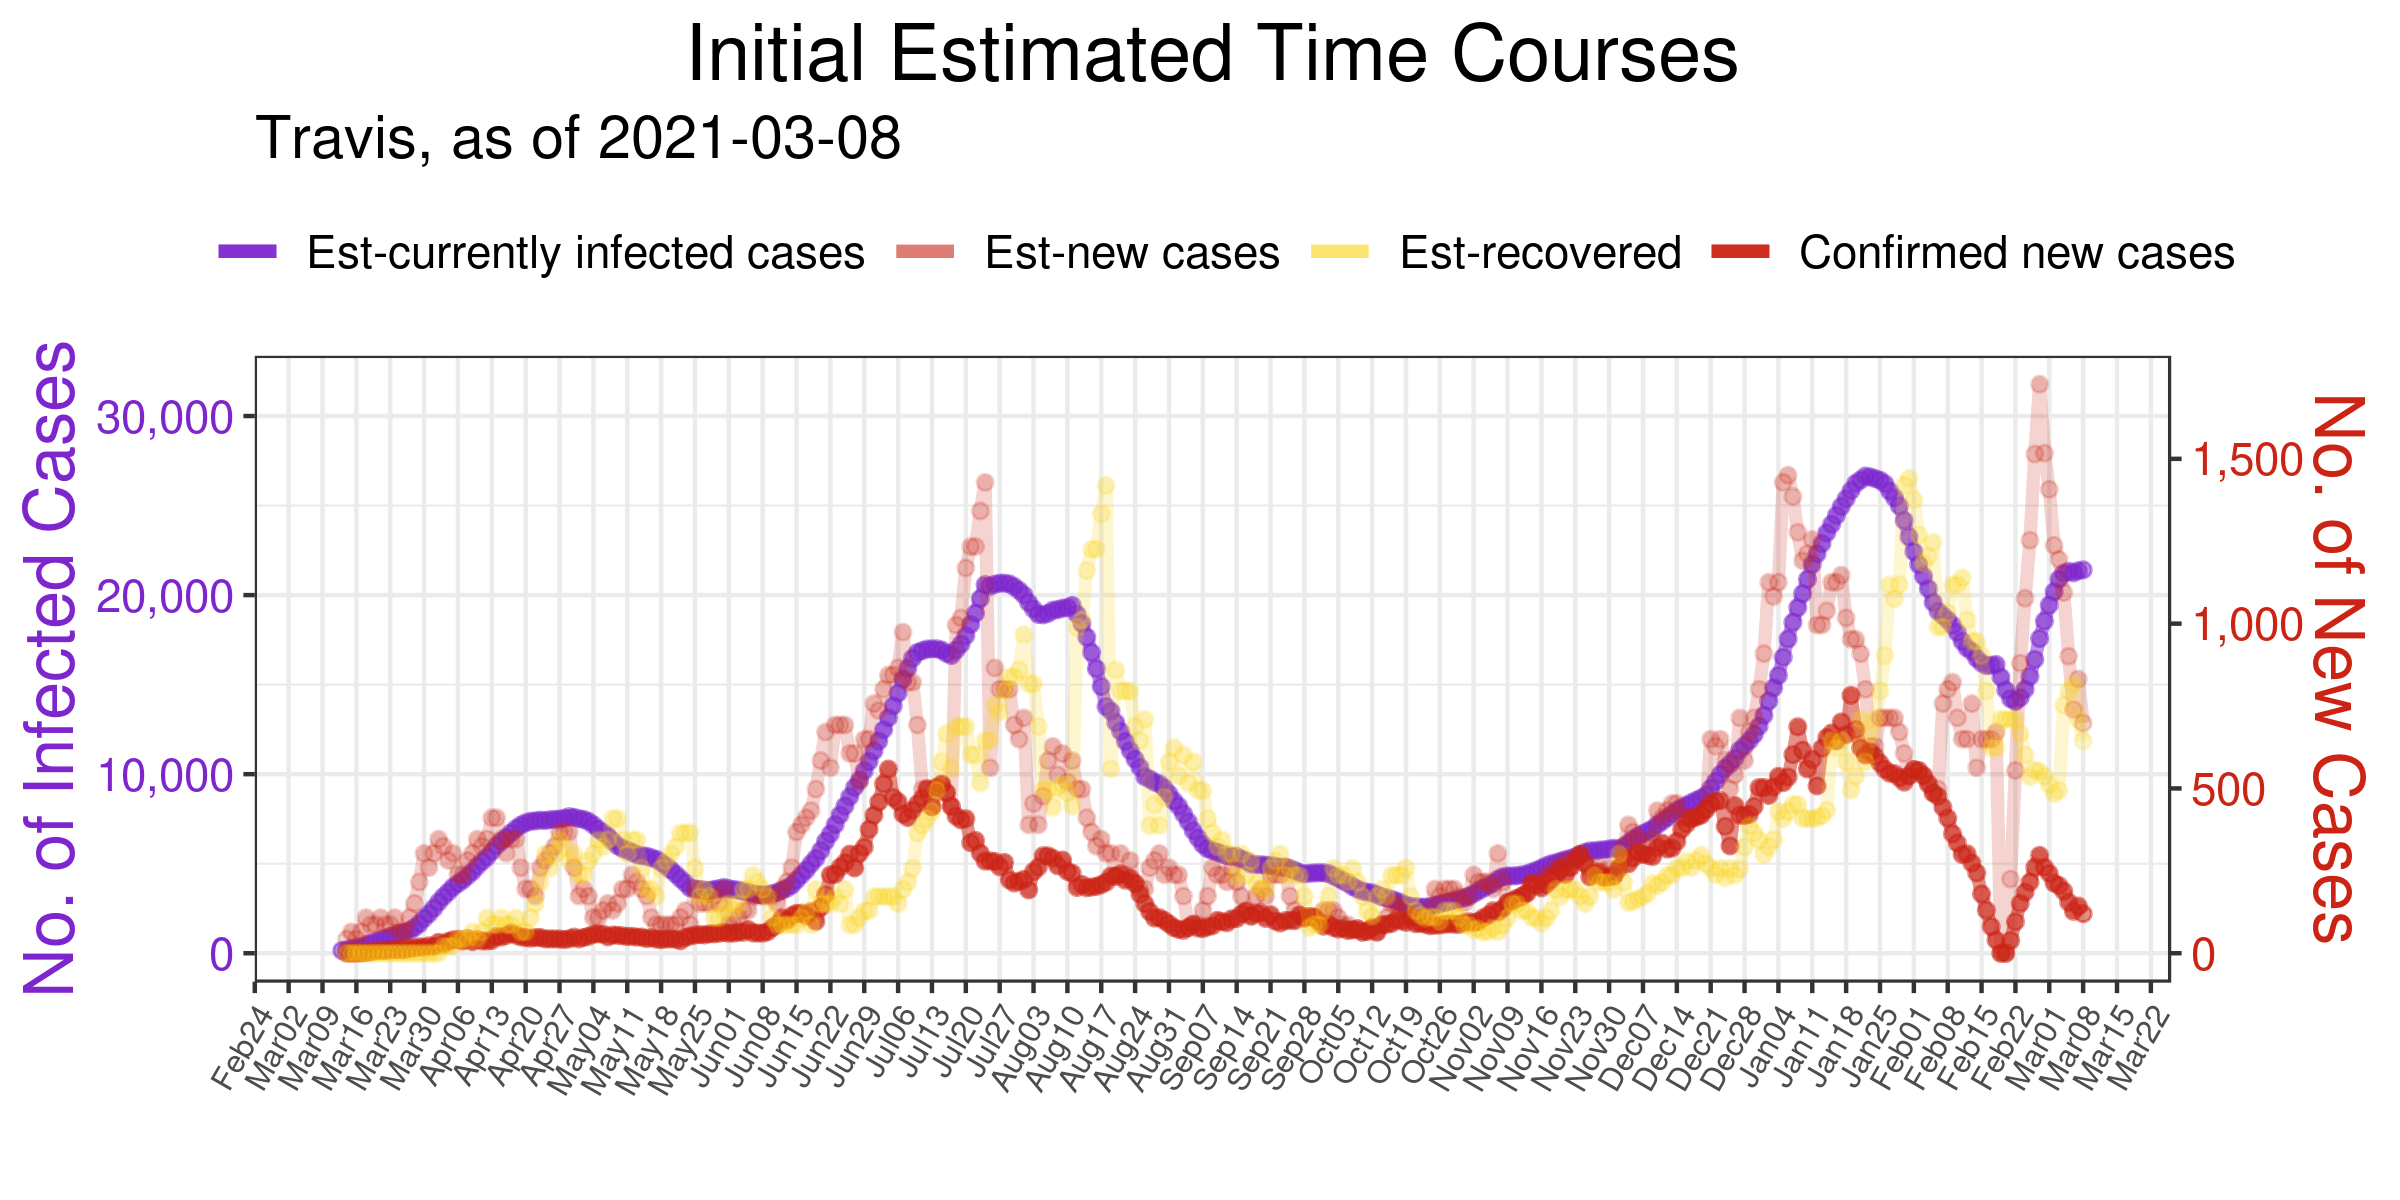 Initial Estimated Time Courses
Travis, as of 2021-03-08
Est-currently infected cases Est-new cases Est-recovered Confirmed new cases
No. of Infected Cases
30,000
20,000
10,000
0
No. of New Cases
1,500
1,000
500
0
Feb24 Mar02 Mar09 Mar16 Mar23 Mar30 Apr06 Apr13 Apr20 Apr27 May04 May11 May18 May25 Jun01 Jun08 Jun15 Jun22 Jun29 Jul06 Jul13 Jul20 Jul27 Aug03 Aug10 Aug17 Aug24 Aug31 Sep07 Sep14 Sep21 Sep28 Oct05 Oct12 Oct19 Oct26 Nov02 Nov09 Nov16 Nov23 Nov30 Dec07 Dec14 Dec21 Dec28 Jan04 Jan11 Jan18 Jan25 Feb01 Feb08 Feb15 Feb22 Mar01 Mar08 Mar15 Mar22